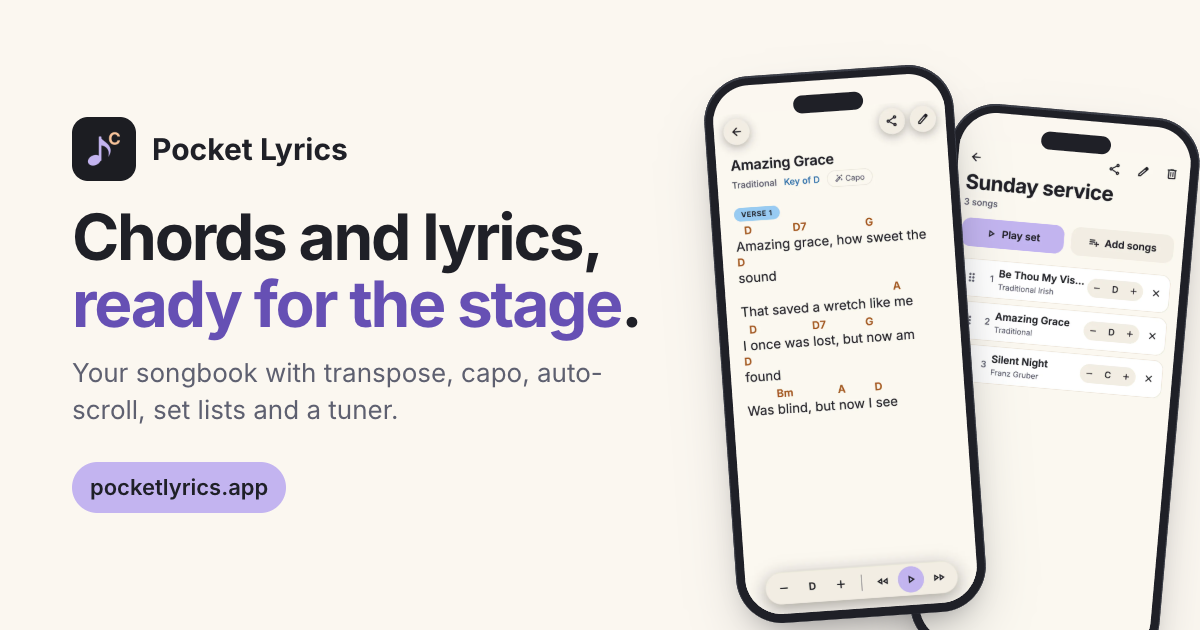 C
Pocket Lyrics
Chords and lyrics,
ready for the stage.
Your songbook with transpose, capo, auto-
scroll, set lists and a tuner.
pocketlyrics.app
Amazing Grace
Traditional Key of D Capo
VERSE 1
D D7 G
Amazing grace, how sweet the
D
sound
A
That saved a wretch like me
D D7 G
I once was lost, but now am
D
found
Bm A D
Was blind, but now I see
− D +
Sunday service
3 songs
Play set Add songs
1 Be Thou My Vis... − D + ×
Traditional Irish
2 Amazing Grace − D + ×
Traditional
3 Silent Night − C + ×
Franz Gruber